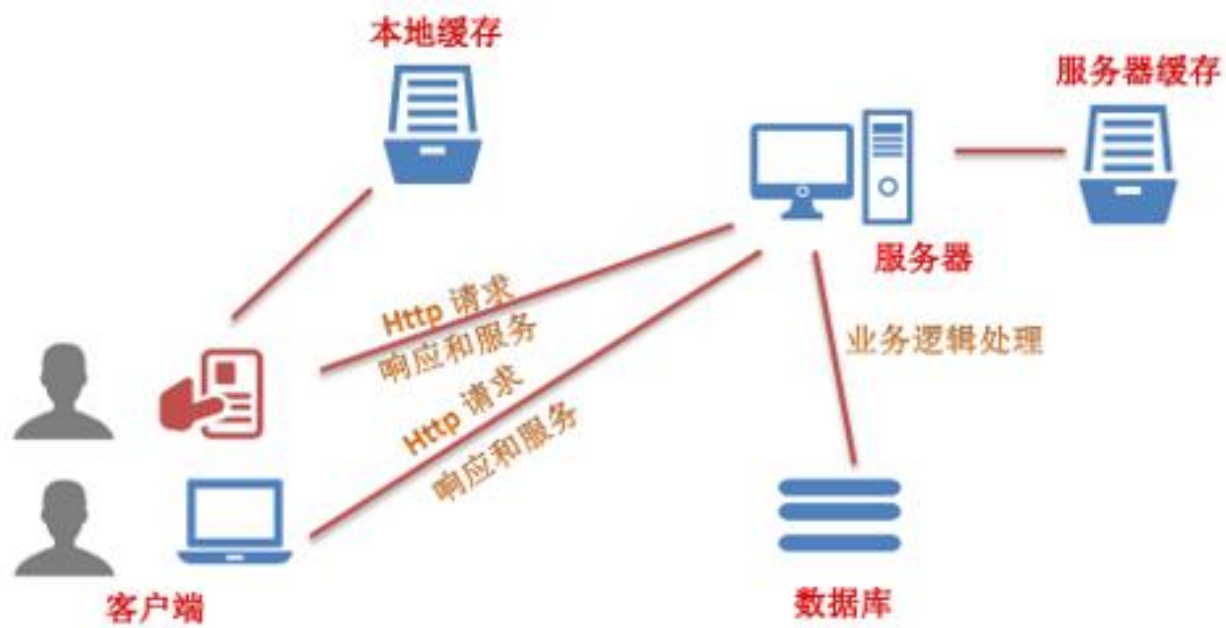 本地缓存
服务器缓存
服务器
Http 请求
响应和服务
Http 请求
响应和服务
业务逻辑处理
客户端
数据库